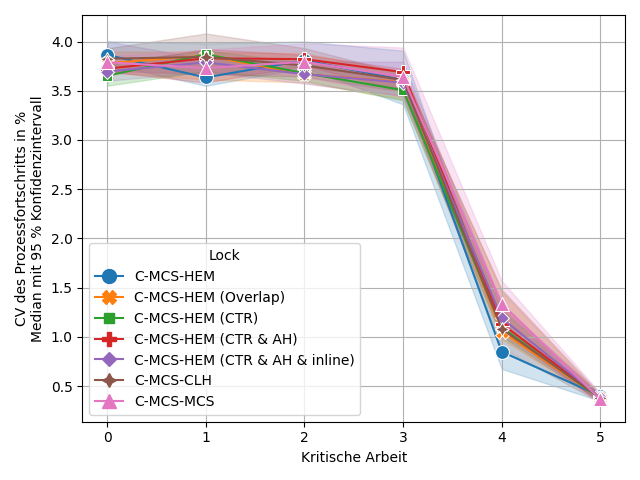 4.0
3.5
3.0
2.5
2.0
1.5
1.0
0.5
CV des Prozessfortschritts in %
Median mit 95 % Konfidenzintervall
Lock
C-MCS-HEM
C-MCS-HEM (Overlap)
C-MCS-HEM (CTR)
C-MCS-HEM (CTR & AH)
C-MCS-HEM (CTR & AH & inline)
C-MCS-CLH
C-MCS-MCS
0 1 2 3 4 5
Kritische Arbeit